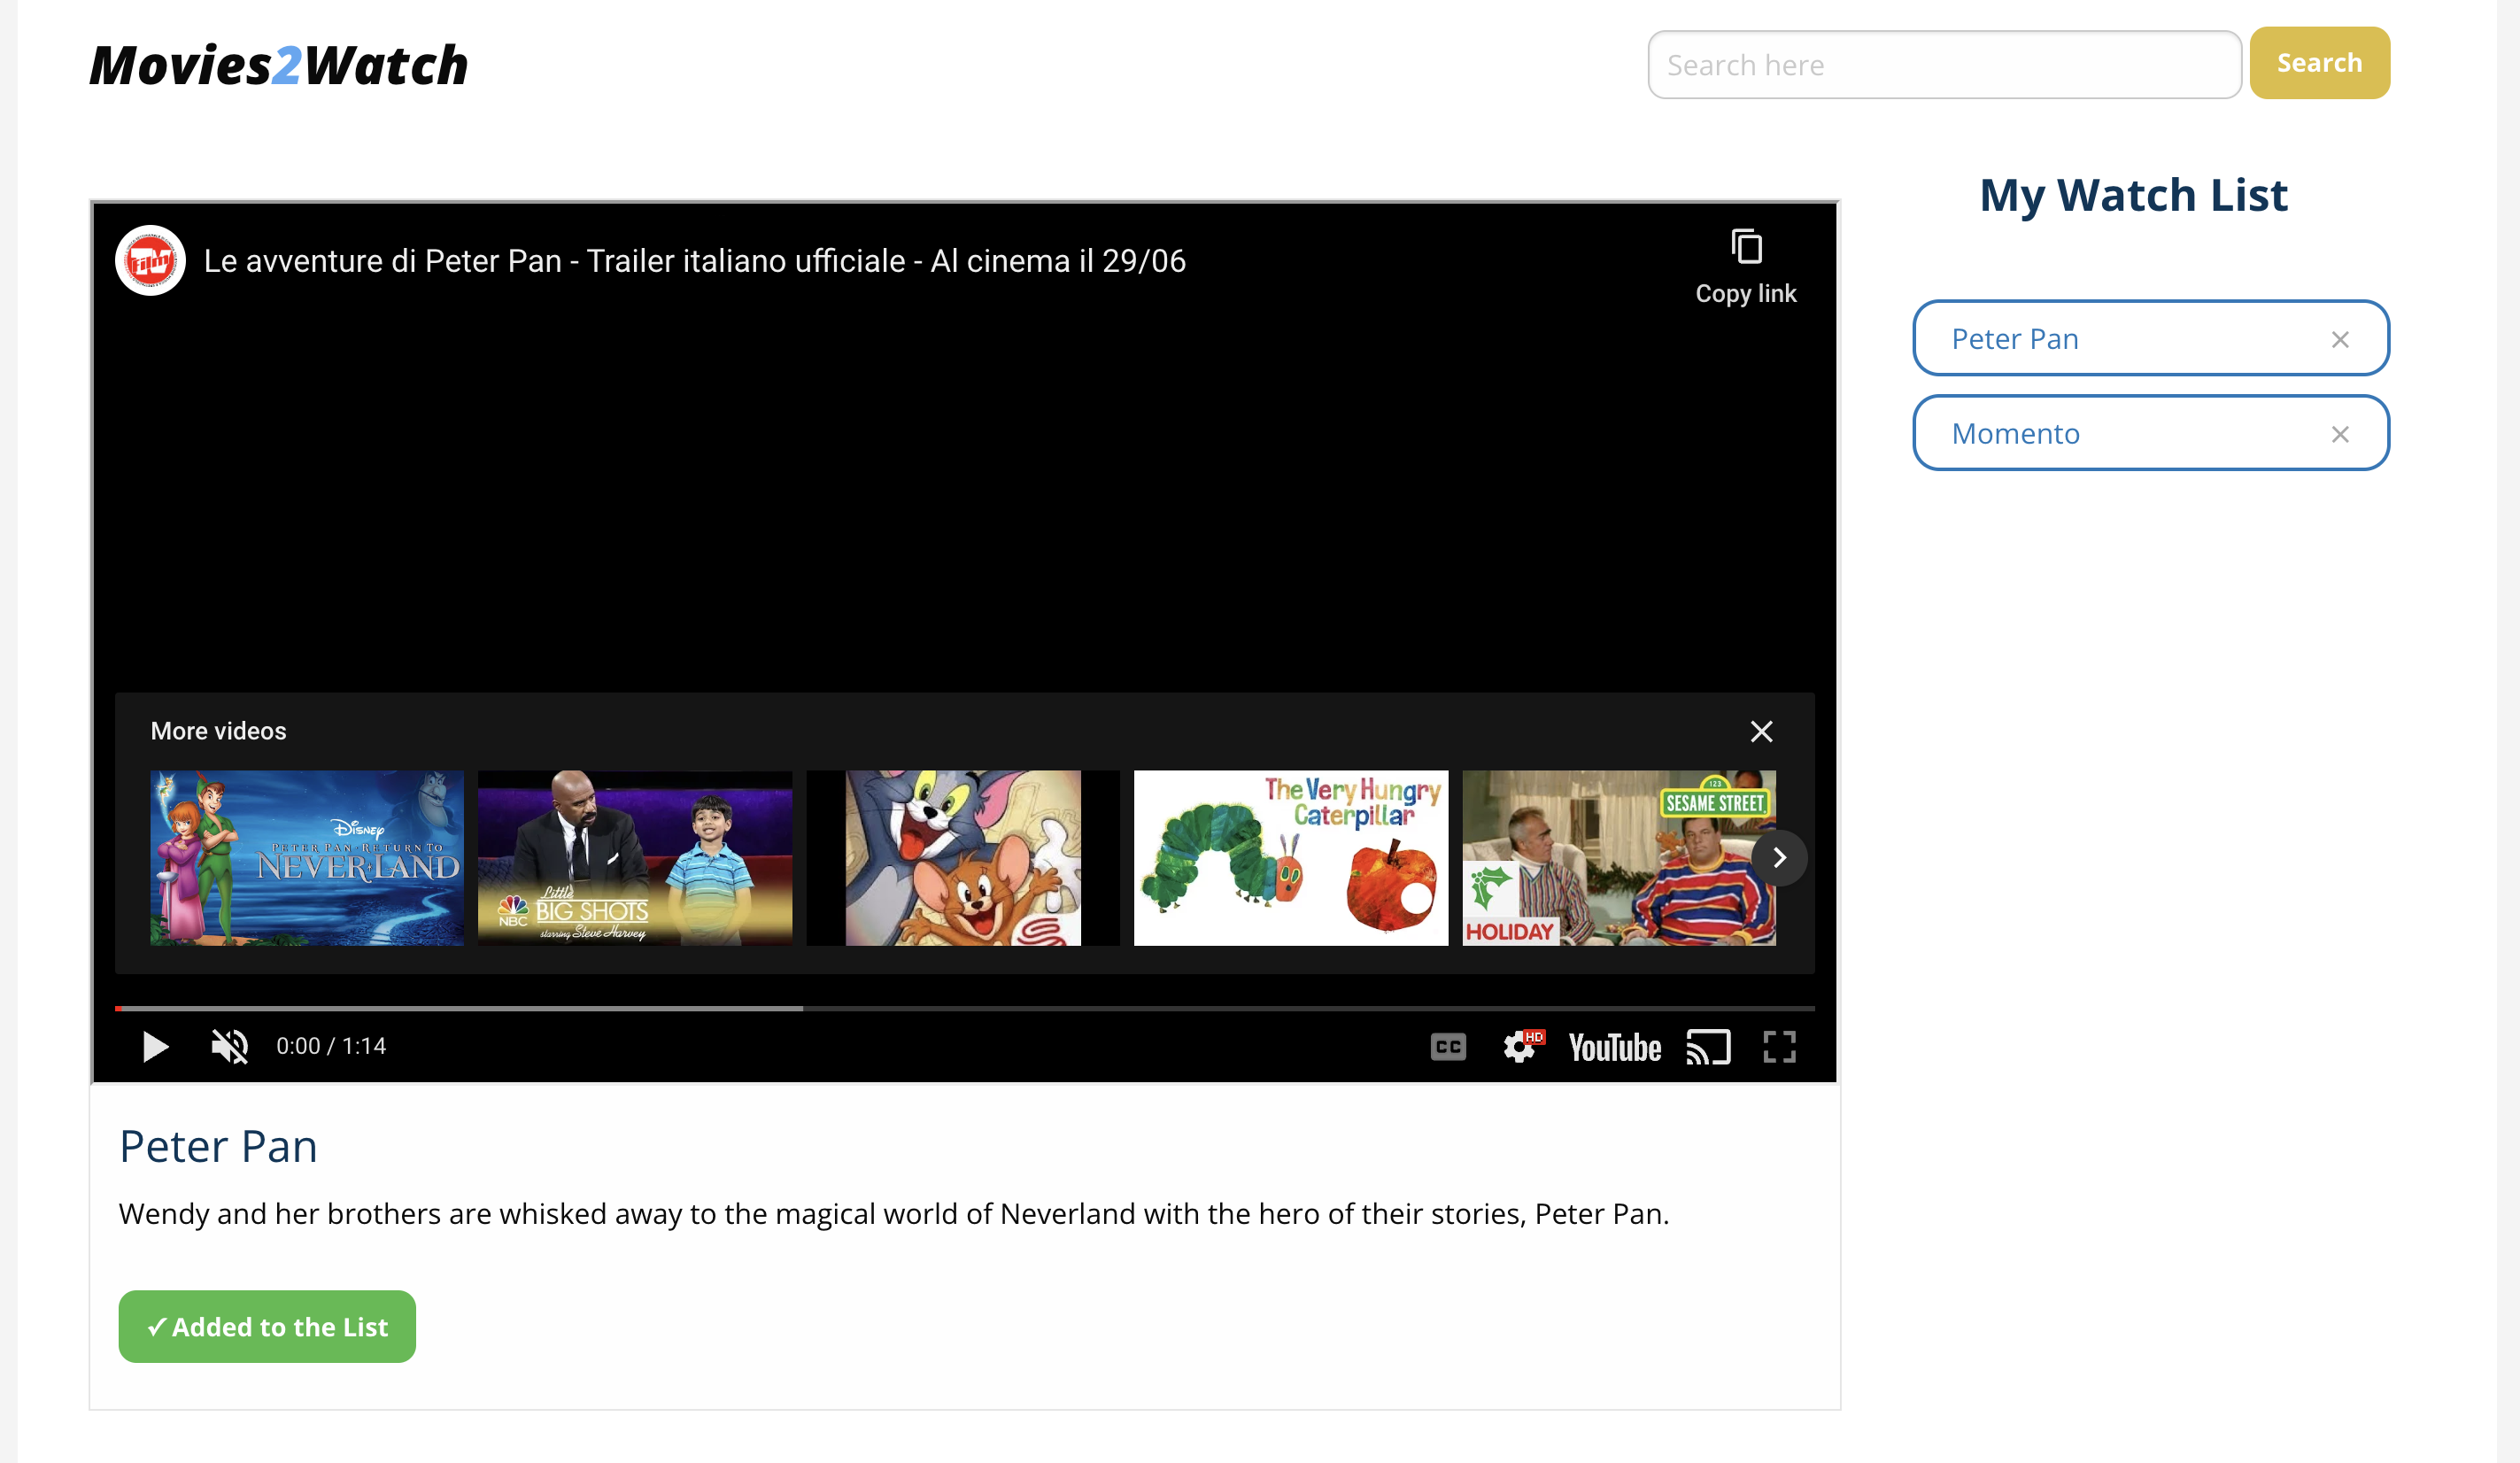 Movies2Watch
Search here
Search
My Watch List
film
Le avventure di Peter Pan - Trailer italiano ufficiale - Al cinema il 29/06
Copy link
Peter Pan
Momento
More videos
Disney
PETER PAN RETURN TO
NEVERLAND
NBC
Little
BIG SHOTS
starring Steve Harvey
The Very Hungry
Caterpillar
123
SESAME STREET
HOLIDAY
0:00 / 1:14
CC
HD
YouTube
Peter Pan
Wendy and her brothers are whisked away to the magical world of Neverland with the hero of their stories, Peter Pan.
✓ Added to the List